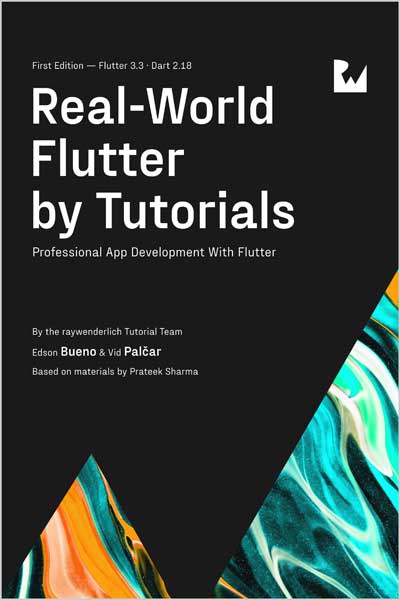 First Edition — Flutter 3.3 · Dart 2.18
Real-World
Flutter
by Tutorials
Professional App Development With Flutter
By the raywenderlich Tutorial Team
Edson Bueno & Vid Palčar
Based on materials by Prateek Sharma